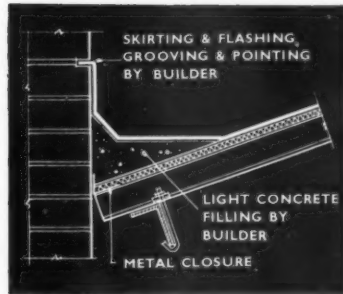 SKIRTING & FLASHING,
GROOVING & POINTING
BY BUILDER
LIGHT CONCRETE
FILLING BY
BUILDER
METAL CLOSURE